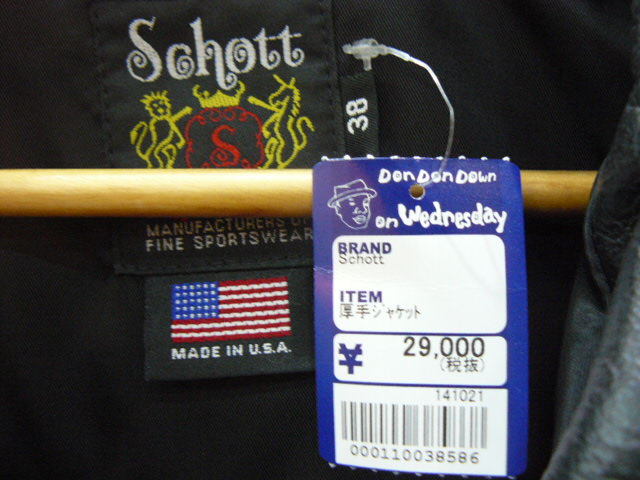 Schott
38
S
MANUFACTURERS OF
FINE SPORTSWEAR
MADE IN U.S.A.
Don Don Down
on Wednesday
BRAND
Schott
ITEM
厚手ジャケット
¥ 29,000
(税抜)
141021
000110038586